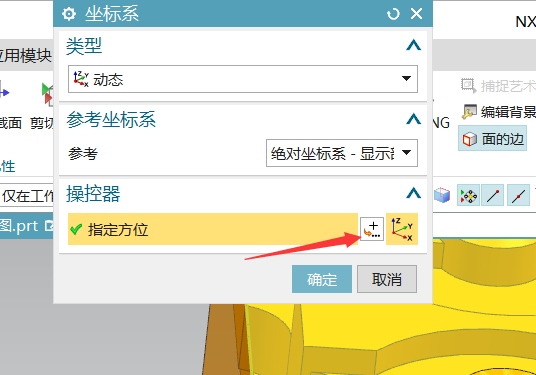 坐标系
NX
应用模块
类型
动态
捕捉艺术
截面
剪切
编辑背景
参考坐标系
NG
面的边
参考
绝对坐标系 - 显示
性
仅在工作
操控器
图.prt
指定方位
确定
取消